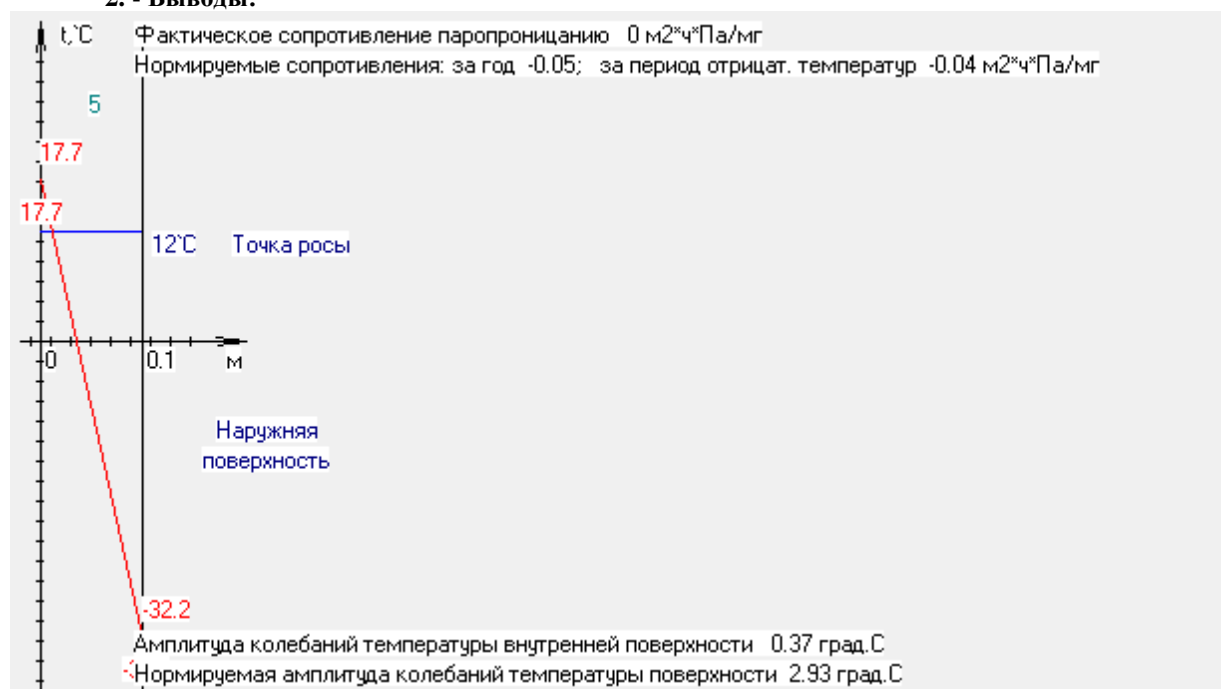 2. - Выводы:
t,`C
Фактическое сопротивление паропроницанию 0 м2*ч*Па/мг
Нормируемые сопротивления: за год -0.05; за период отрицат. температур -0.04 м2*ч*Па/мг
5
17.7
17.7
12`C Точка росы
0 0.1 м
Наружняя
поверхность
-32.2
Амплитуда колебаний температуры внутренней поверхности 0.37 град.С
Нормируемая амплитуда колебаний температуры поверхности 2.93 град.С